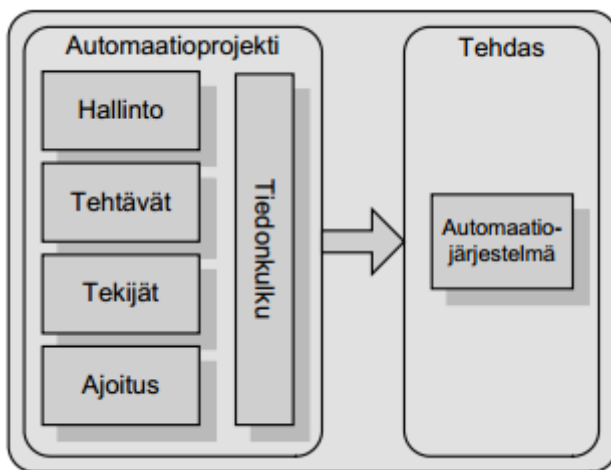 Automaatioprojekti
Hallinto
Tehtävät
Tekijät
Ajoitus
Tiedonkulku
Tehdas
Automaatio-
järjestelmä